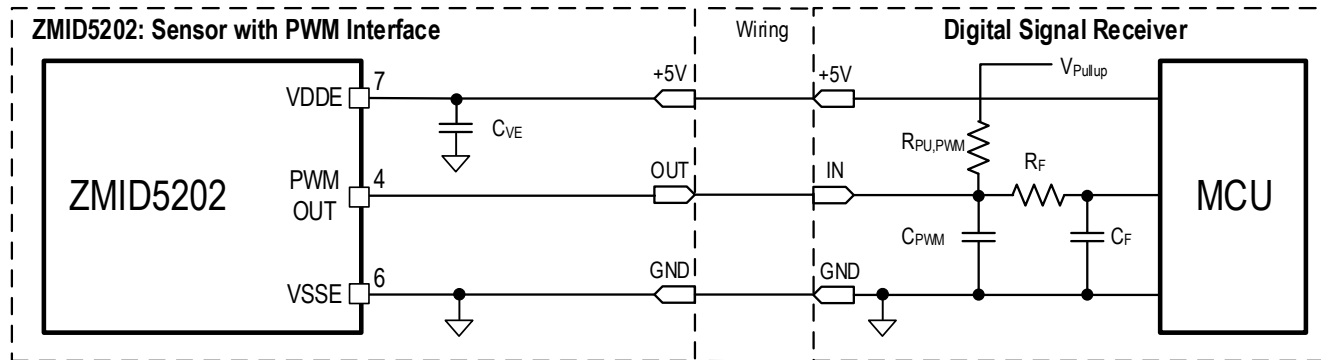 ZMID5202: Sensor with PWM Interface
Wiring
Digital Signal Receiver
7
VDDE
+5V
+5V
VPullup
CVE
RPU,PWM
ZMID5202
PWM
OUT
4
OUT
IN
RF
MCU
CPWM
CF
VSSE
6
GND
GND